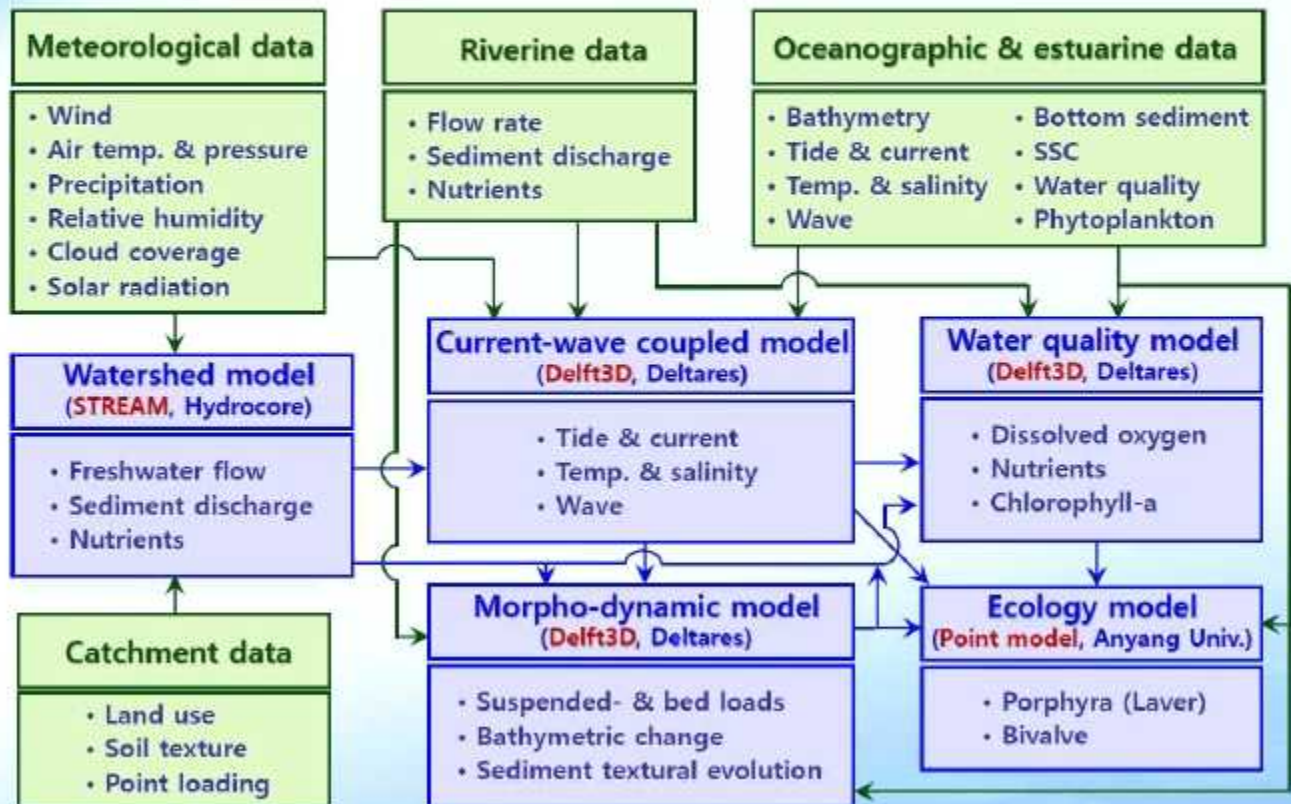 Meteorological data
• Wind
• Air temp. & pressure
• Precipitation
• Relative humidity
• Cloud coverage
• Solar radiation
Riverine data
• Flow rate
• Sediment discharge
• Nutrients
Oceanographic & estuarine data
• Bathymetry
• Tide & current
• Temp. & salinity
• Wave
• Bottom sediment
• SSC
• Water quality
• Phytoplankton
Watershed model
(STREAM, Hydrocore)
• Freshwater flow
• Sediment discharge
• Nutrients
Current-wave coupled model
(Delft3D, Deltares)
• Tide & current
• Temp. & salinity
• Wave
Water quality model
(Delft3D, Deltares)
• Dissolved oxygen
• Nutrients
• Chlorophyll-a
Catchment data
• Land use
• Soil texture
• Point loading
Morpho-dynamic model
(Delft3D, Deltares)
• Suspended- & bed loads
• Bathymetric change
• Sediment textural evolution
Ecology model
(Point model, Anyang Univ.)
• Porphyra (Laver)
• Bivalve